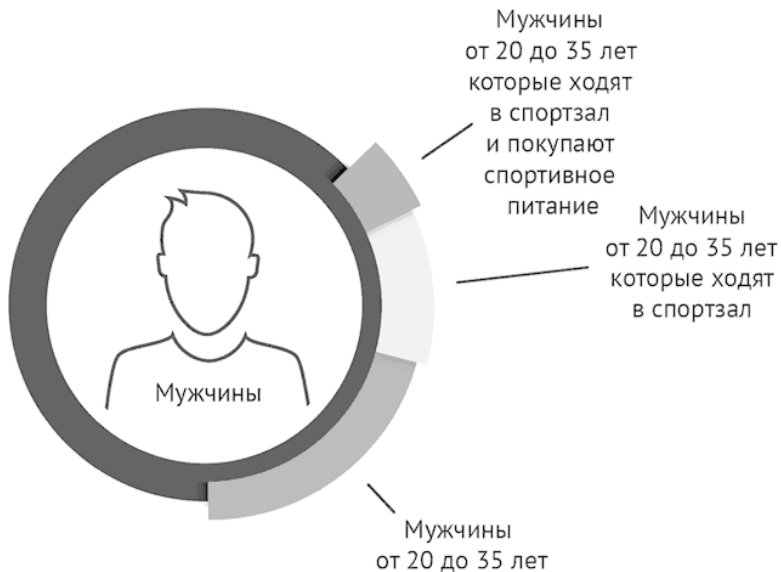 Мужчины
от 20 до 35 лет
которые ходят
в спортзал
и покупают
спортивное
питание
Мужчины
от 20 до 35 лет
которые ходят
в спортзал
Мужчины
Мужчины
от 20 до 35 лет